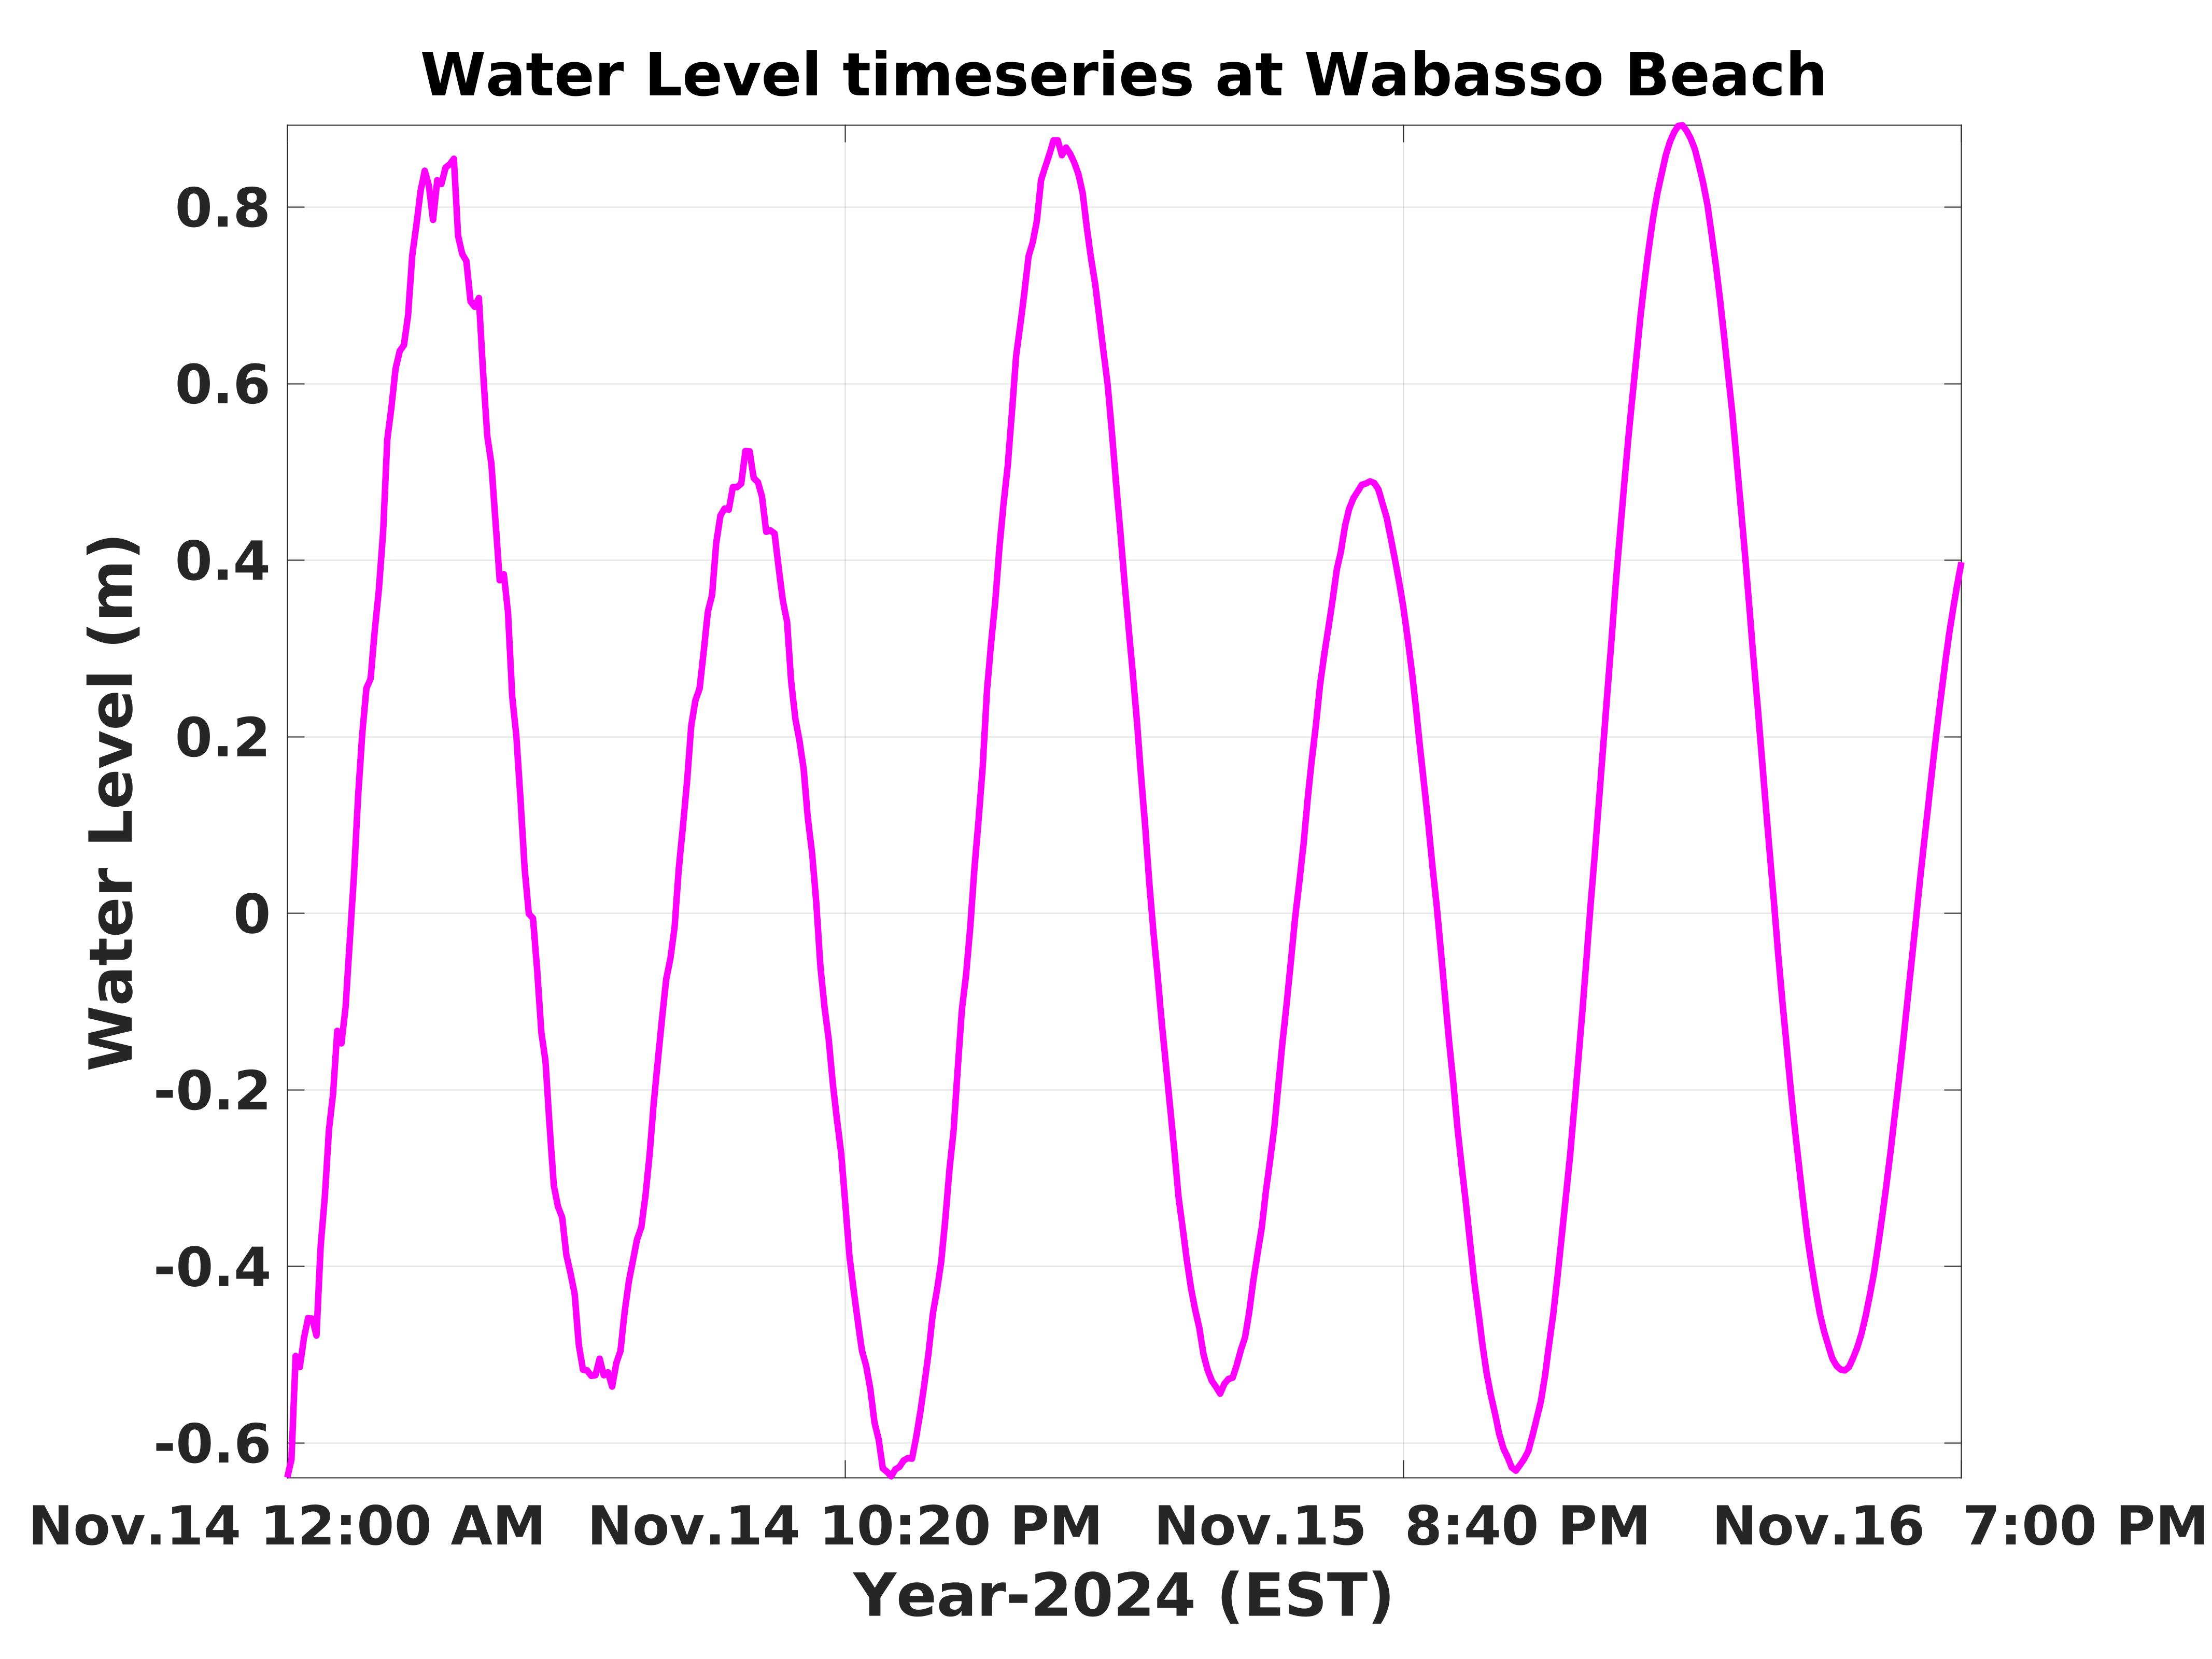 Water Level timeseries at Wabasso Beach
Water Level (m)
0.8
0.6
0.4
0.2
0
-0.2
-0.4
-0.6
Nov.14 12:00 AM Nov.14 10:20 PM Nov.15 8:40 PM Nov.16 7:00 PM
Year-2024 (EST)